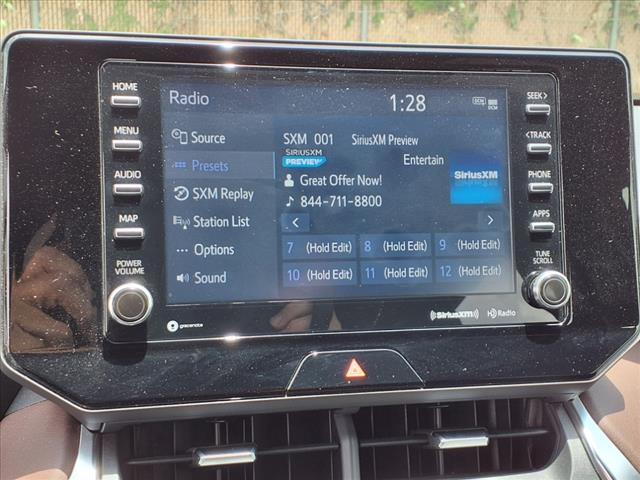 HOME
MENU
AUDIO
MAP
POWER
VOLUME
Radio
1:28
DCM
DCM
Source
Presets
SXM Replay
Station List
Options
Sound
SXM 001 SiriusXM Preview
SIRIUSXM
PREVIEW
Entertain
Great Offer Now!
844-711-8800
SiriusXM
7 (Hold Edit) 8 (Hold Edit) 9 (Hold Edit)
10 (Hold Edit) 11 (Hold Edit) 12 (Hold Edit)
SEEK>
<TRACK
PHONE
APPS
TUNE
SCROLL
gracenote
SiriusXM
HD Radio